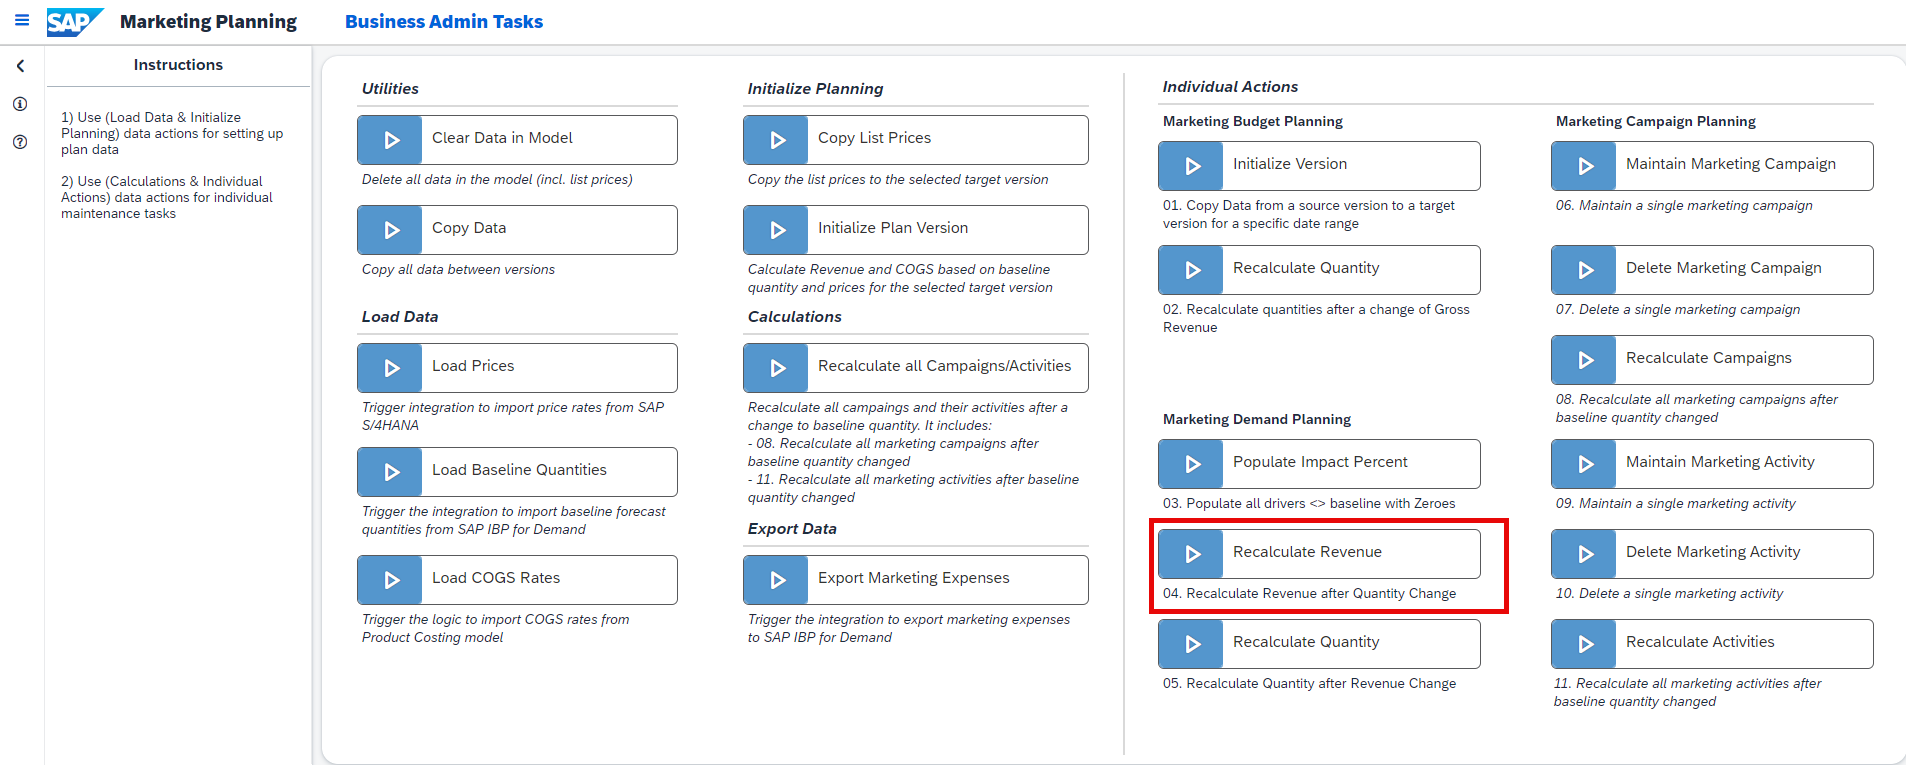 SAP Marketing Planning Business Admin Tasks
Instructions
1) Use (Load Data & Initialize
Planning) data actions for setting up
plan data
2) Use (Calculations & Individual
Actions) data actions for individual
maintenance tasks
Utilities
Clear Data in Model
Delete all data in the model (incl. list prices)
Copy Data
Copy all data between versions
Load Data
Load Prices
Trigger integration to import price rates from SAP
S/4HANA
Load Baseline Quantities
Trigger the integration to import baseline forecast
quantities from SAP IBP for Demand
Load COGS Rates
Trigger the logic to import COGS rates from
Product Costing model
Initialize Planning
Copy List Prices
Copy the list prices to the selected target version
Initialize Plan Version
Calculate Revenue and COGS based on baseline
quantity and prices for the selected target version
Calculations
Recalculate all Campaigns/Activities
Recalculate all campaings and their activities after a
change to baseline quantity. It includes:
- 08. Recalculate all marketing campaigns after
baseline quantity changed
- 11. Recalculate all marketing activities after baseline
quantity changed
Export Data
Export Marketing Expenses
Trigger the integration to export marketing expenses
to SAP IBP for Demand
Individual Actions
Marketing Budget Planning
Initialize Version
01. Copy Data from a source version to a target
version for a specific date range
Recalculate Quantity
02. Recalculate quantities after a change of Gross
Revenue
Marketing Demand Planning
Populate Impact Percent
03. Populate all drivers <> baseline with Zeroes
Recalculate Revenue
04. Recalculate Revenue after Quantity Change
Recalculate Quantity
05. Recalculate Quantity after Revenue Change
Marketing Campaign Planning
Maintain Marketing Campaign
06. Maintain a single marketing campaign
Delete Marketing Campaign
07. Delete a single marketing campaign
Recalculate Campaigns
08. Recalculate all marketing campaigns after
baseline quantity changed
Maintain Marketing Activity
09. Maintain a single marketing activity
Delete Marketing Activity
10. Delete a single marketing activity
Recalculate Activities
11. Recalculate all marketing activities after
baseline quantity changed